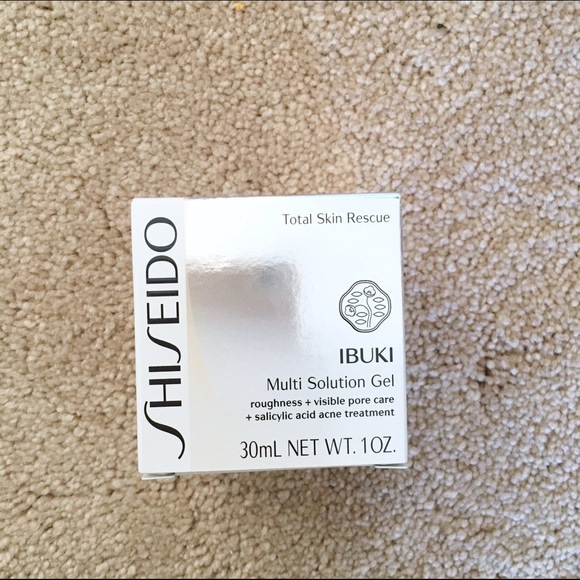 SHISEIDO
Total Skin Rescue
IBUKI
Multi Solution Gel
roughness + visible pore care
+ salicylic acid acne treatment
30mL NET WT. 1OZ.